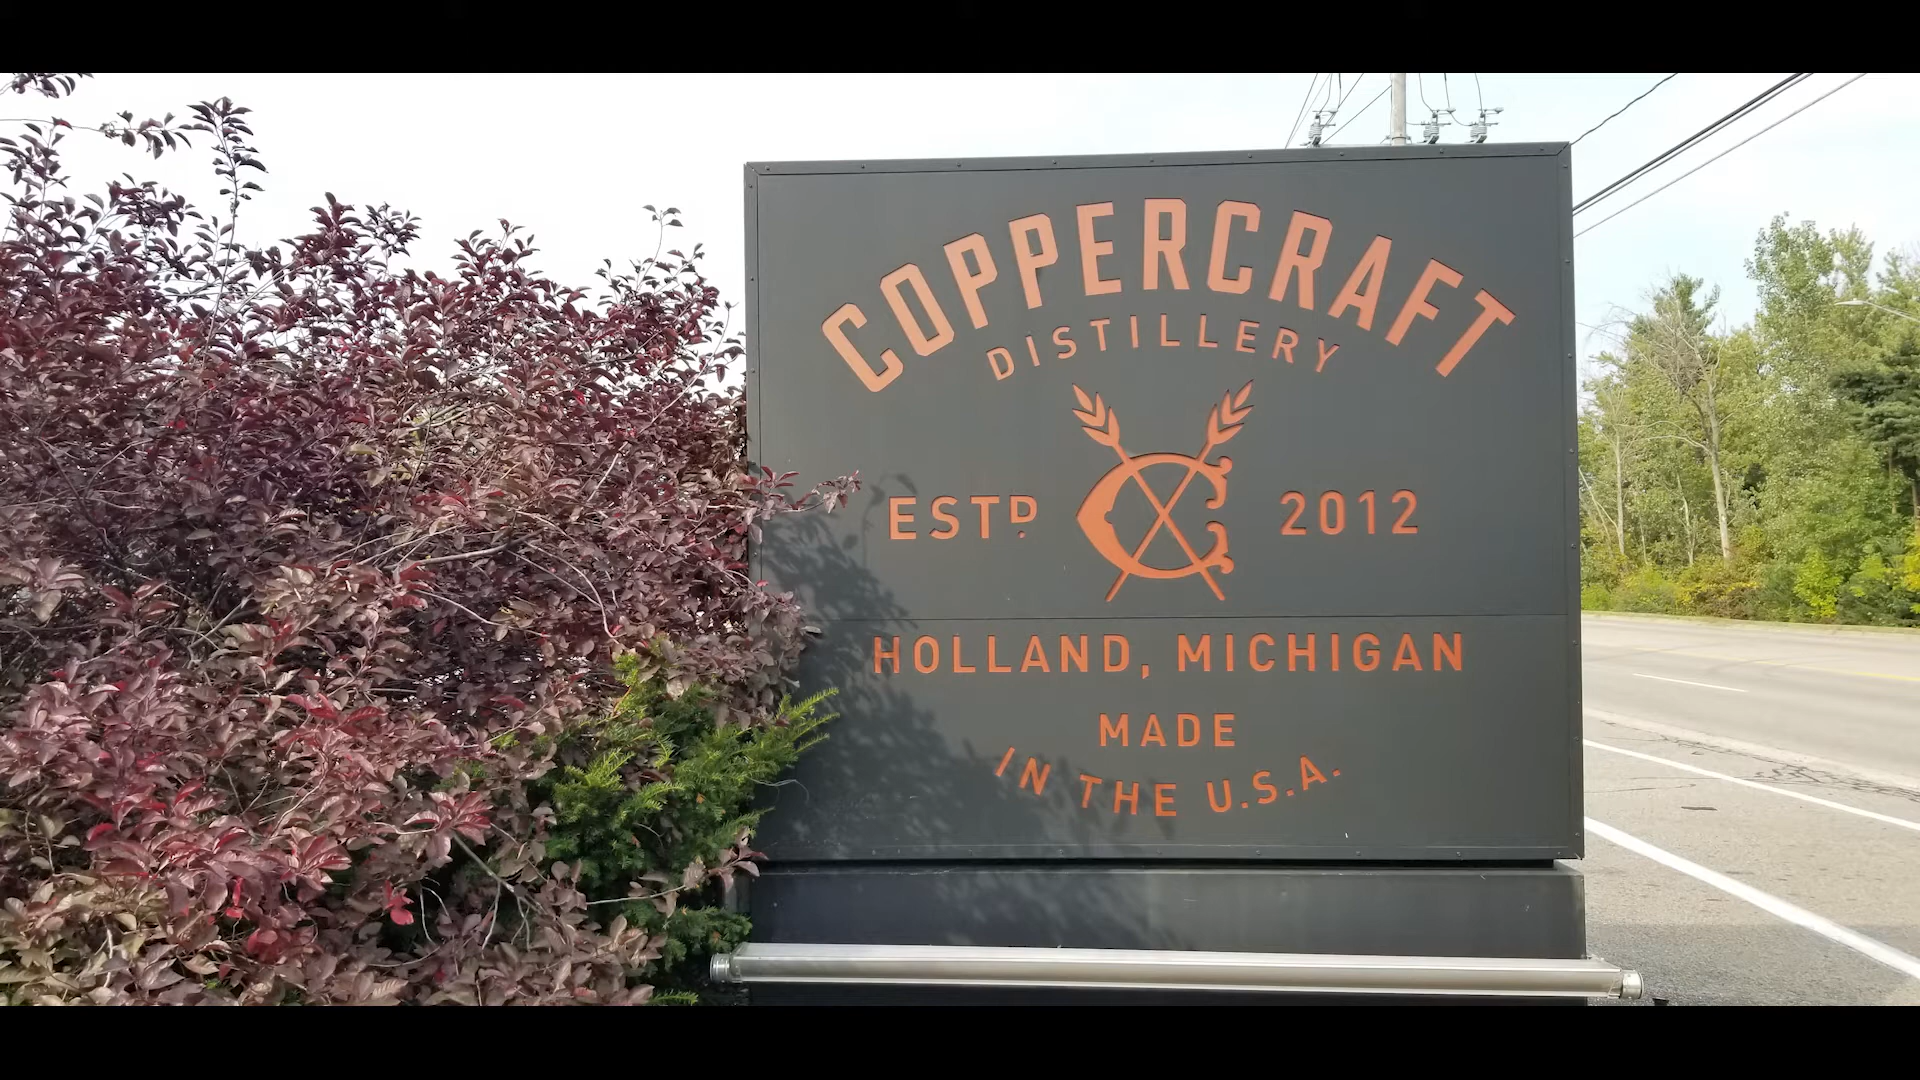 COPPERCRAFT
DISTILLERY
ESTD. 2012
HOLLAND, MICHIGAN
MADE
IN THE U.S.A.